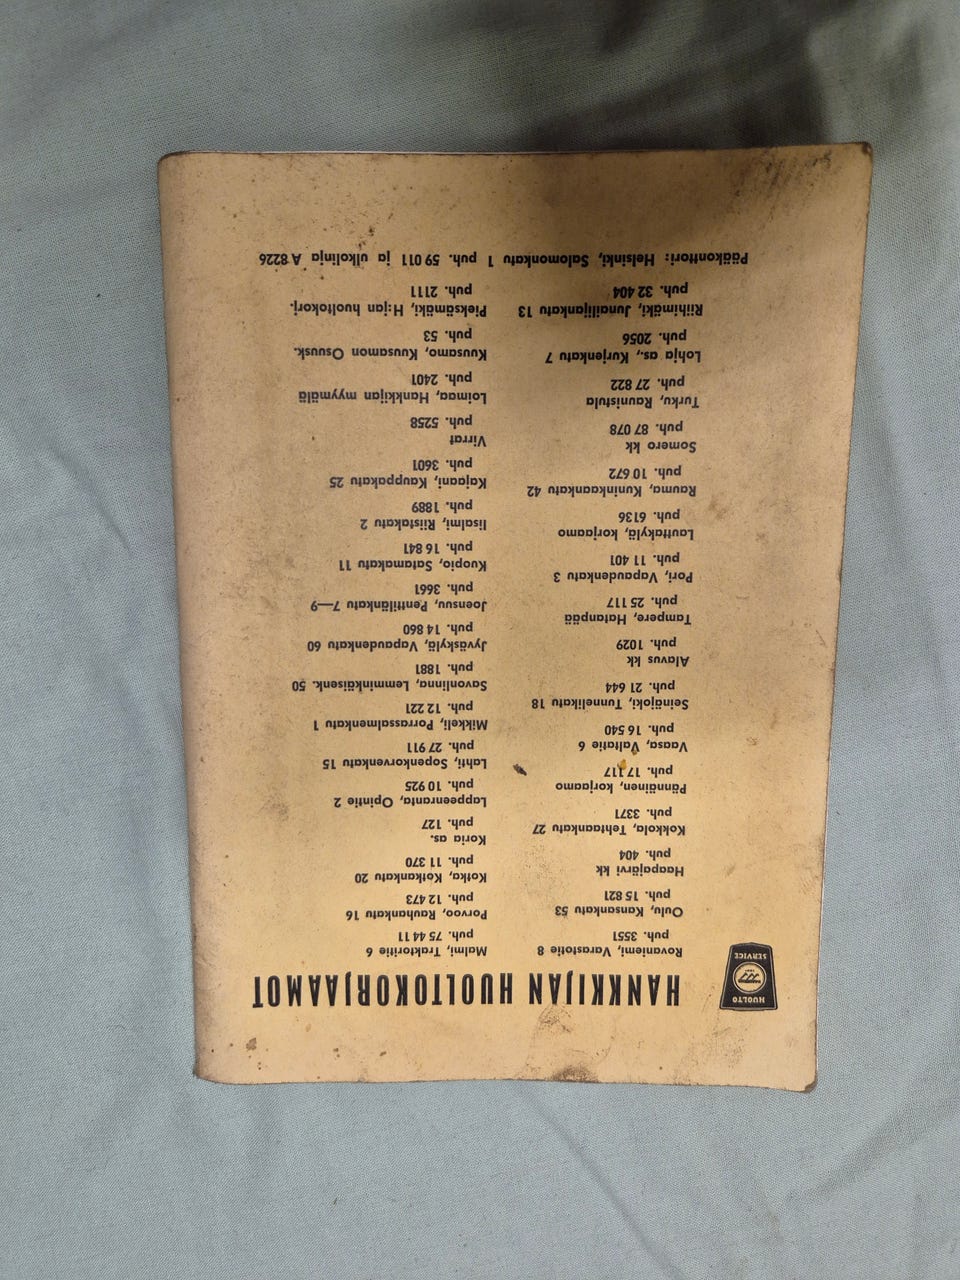 HUOLTO
SERVICE
HANKKIJAN HUOLTOKORJAAMOT
Rovaniemi, Varastotie 8
puh. 3551
Oulu, Kansankatu 53
puh. 15 821
Haapajärvi kk
puh. 404
Kokkola, Tehtaankatu 27
puh. 3371
Pännäinen, korjaamo
puh. 17 117
Vaasa, Valtatie 6
puh. 16 540
Seinäjoki, Tunnelikatu 18
puh. 21 644
Alavus kk
puh. 1029
Tampere, Hatanpää
puh. 25 117
Pori, Vapaudenkatu 3
puh. 11 401
Lauttakylä, korjaamo
puh. 6136
Rauma, Kuninkaankatu 42
puh. 10 672
Somero kk
puh. 87 078
Turku, Raunistula
puh. 27 822
Lohja as., Kurjenkatu 7
puh. 2056
Riihimäki, Junailijankatu 13
puh. 32 404
Malmi, Traktoritie 6
puh. 75 44 11
Porvoo, Rauhankatu 16
puh. 12 473
Kotka, Kotkankatu 20
puh. 11 370
Koria as.
puh. 127
Lappeenranta, Opintie 2
puh. 10 925
Lahti, Sopenkorvenkatu 15
puh. 27 911
Mikkeli, Porrassalmenkatu 1
puh. 12 221
Savonlinna, Lemminkäisenk. 50
puh. 1881
Jyväskylä, Vapaudenkatu 60
puh. 14 860
Joensuu, Penttilänkatu 7—9
puh. 3661
Kuopio, Satamakatu 11
puh. 16 841
Iisalmi, Riistakatu 2
puh. 1889
Kajaani, Kauppakatu 25
puh. 3601
Virrat
puh. 5258
Loimaa, Hankkijan myymälä
puh. 2401
Kuusamo, Kuusamon Osuusk.
puh. 53
Pieksämäki, H:jan huoltokorj.
puh. 2111
Pääkonttori: Helsinki, Salomonkatu 1 puh. 59 011 ja ulkolinja A 8226